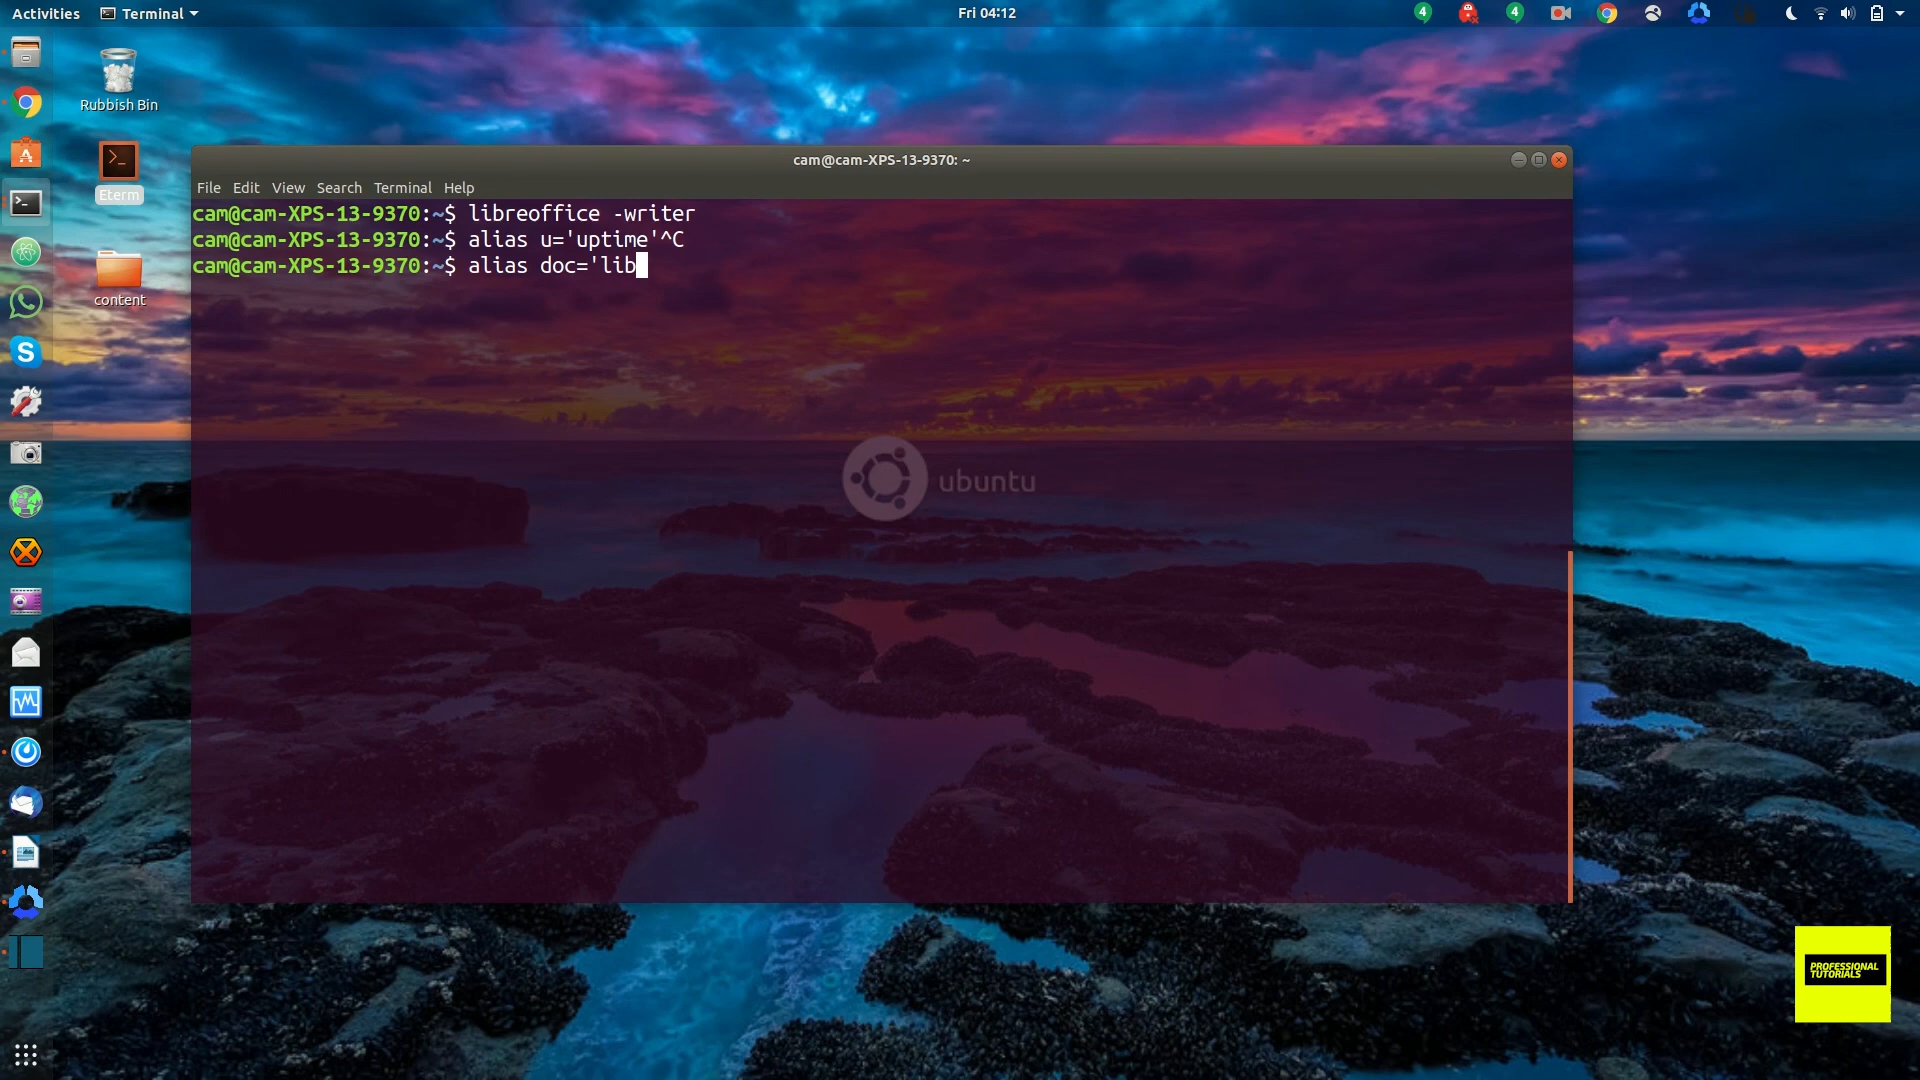 Activities
Terminal
Fri 04:12
4
4
Rubbish Bin
Eterm
content
cam@cam-XPS-13-9370: ~
File Edit View Search Terminal Help
cam@cam-XPS-13-9370:~$ libreoffice -writer
cam@cam-XPS-13-9370:~$ alias u='uptime'^C
cam@cam-XPS-13-9370:~$ alias doc='lib
ubuntu
PROFESSIONAL
TUTORIALS